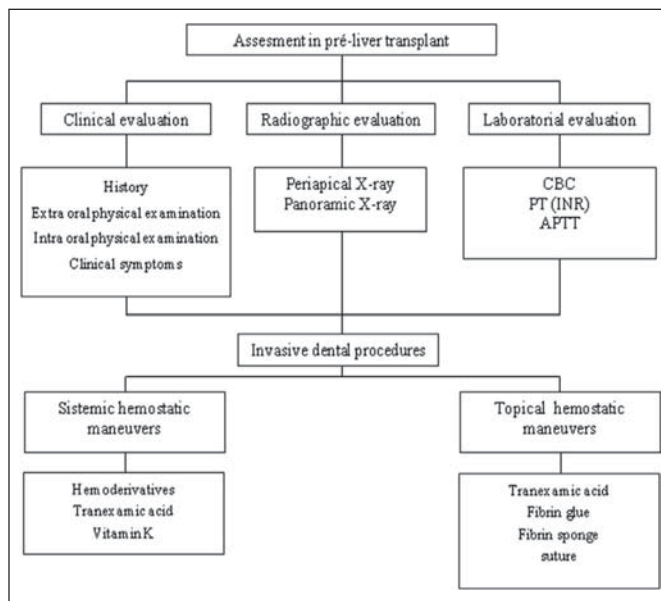 Assesment in pré-liver transplant
Clinical evaluation
Radiographic evaluation
Laboratorial evaluation
History
Extra oral physical examination
Intra oral physical examination
Clinical symptoms
Periapical X-ray
Panoramic X-ray
CBC
PT (INR)
APTT
Invasive dental procedures
Sistemic hemostatic
maneuvers
Topical hemostatic
maneuvers
Hemoderivatives
Tranexamic acid
Vitamin K
Tranexamic acid
Fibrin glue
Fibrin sponge
suture